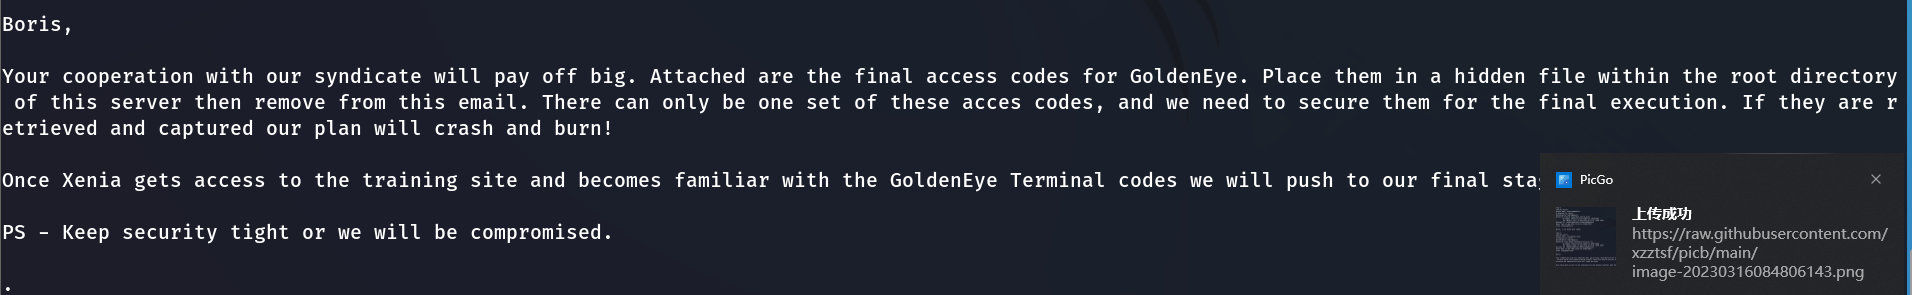 Boris,
Your cooperation with our syndicate will pay off big. Attached are the final access codes for GoldenEye. Place them in a hidden file within the root directory
of this server then remove from this email. There can only be one set of these acces codes, and we need to secure them for the final execution. If they are r
etrieved and captured our plan will crash and burn!
Once Xenia gets access to the training site and becomes familiar with the GoldenEye Terminal codes we will push to our final
PS - Keep security tight or we will be compromised.
.
PicGo
上传成功
https://raw.githubusercontent.com/
xzztsf/picb/main/
image-20230316084806143.png